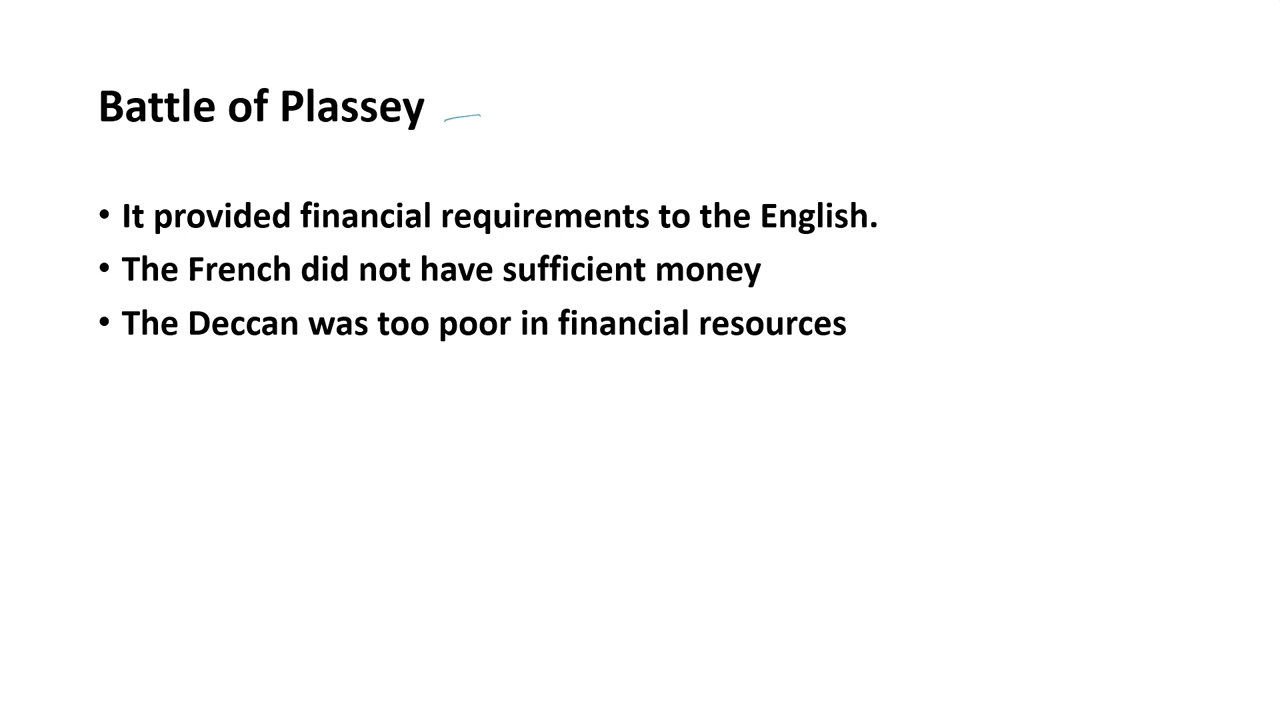 Battle of Plassey
• It provided financial requirements to the English.
• The French did not have sufficient money
• The Deccan was too poor in financial resources